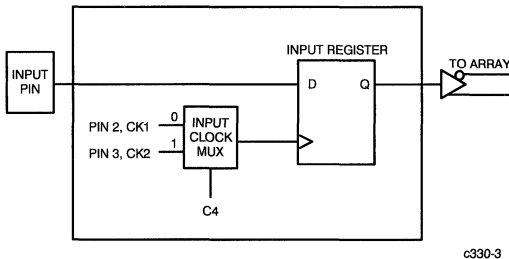 INPUT REGISTER
TO ARRAY
INPUT
PIN
D
Q
0
PIN 2, CK1
INPUT
CLOCK
MUX
1
PIN 3, CK2
C4
c330-3